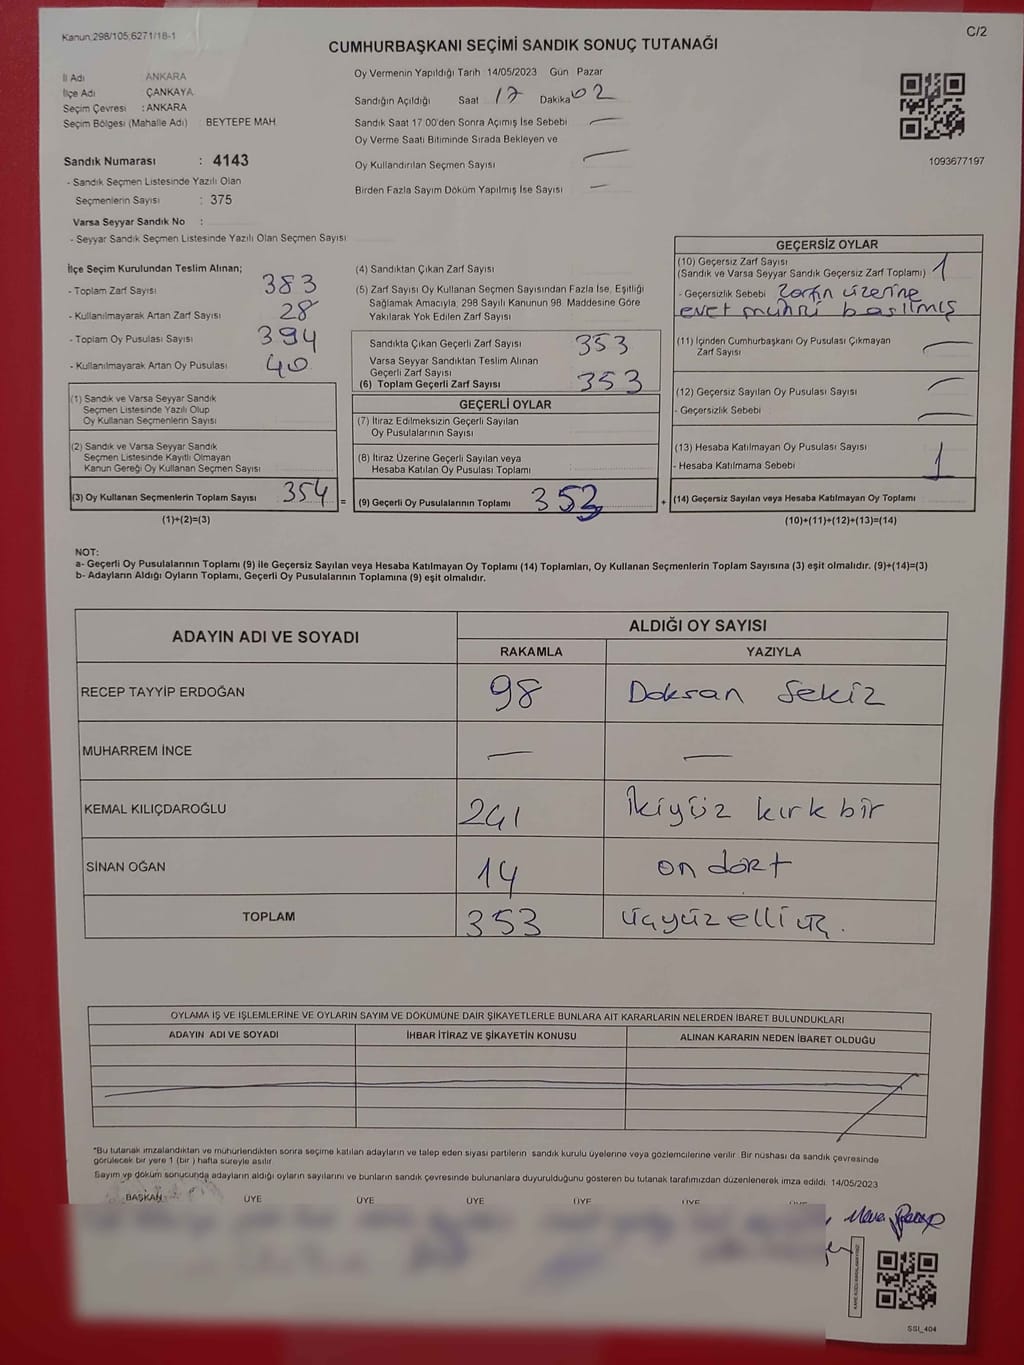 Kanun:298/105;6271/18-1
C/2
CUMHURBAŞKANI SEÇİMİ SANDIK SONUÇ TUTANAĞI
İl Adı ANKARA
İlçe Adı ÇANKAYA
Seçim Çevresi : ANKARA
Seçim Bölgesi (Mahalle Adı) BEYTEPE MAH.
Sandık Numarası : 4143
- Sandık Seçmen Listesinde Yazılı Olan
Seçmenlerin Sayısı : 375
Varsa Seyyar Sandık No :
- Seyyar Sandık Seçmen Listesinde Yazılı Olan Seçmen Sayısı
Oy Vermenin Yapıldığı Tarih 14/05/2023 Gün Pazar
Sandığın Açıldığı Saat 17 Dakika 02
Sandık Saat 17.00'den Sonra Açımış İse Sebebi —
Oy Verme Saati Bitiminde Sırada Bekleyen ve
Oy Kullandırılan Seçmen Sayısı —
Birden Fazla Sayım Döküm Yapılmış İse Sayısı —
1093677197
İlçe Seçim Kurulundan Teslim Alınan;
- Toplam Zarf Sayısı 383
- Kullanılmayarak Artan Zarf Sayısı 28
- Toplam Oy Pusulası Sayısı 394
- Kullanılmayarak Artan Oy Pusulası 40
(1) Sandık ve Varsa Seyyar Sandık
Seçmen Listesinde Yazılı Olup
Oy Kullanan Seçmenlerin Sayısı
(2) Sandık ve Varsa Seyyar Sandık
Seçmen Listesinde Kayıtlı Olmayan
Kanun Gereği Oy Kullanan Seçmen Sayısı
(3) Oy Kullanan Seçmenlerin Toplam Sayısı 354 =
(1)+(2)=(3)
(4) Sandıktan Çıkan Zarf Sayısı
(5) Zarf Sayısı Oy Kullanan Seçmen Sayısından Fazla İse, Eşitliği
Sağlamak Amacıyla, 298 Sayılı Kanunun 98. Maddesine Göre
Yakılarak Yok Edilen Zarf Sayısı
Sandıkta Çıkan Geçerli Zarf Sayısı 353
Varsa Seyyar Sandıktan Teslim Alınan
Geçerli Zarf Sayısı
(6) Toplam Geçerli Zarf Sayısı 353
GEÇERLİ OYLAR
(7) İtiraz Edilmeksizin Geçerli Sayılan
Oy Pusulalarının Sayısı
(8) İtiraz Üzerine Geçerli Sayılan veya
Hesaba Katılan Oy Pusulası Toplamı
(9) Geçerli Oy Pusulalarının Toplamı 353 +
GEÇERSİZ OYLAR
(10) Geçersiz Zarf Sayısı 1
(Sandık ve Varsa Seyyar Sandık Geçersiz Zarf Toplamı)
- Geçersizlik Sebebi Zarfın üzerine
evet mührü basılmış
(11) İçinden Cumhurbaşkanı Oy Pusulası Çıkmayan
Zarf Sayısı —
(12) Geçersiz Sayılan Oy Pusulası Sayısı —
- Geçersizlik Sebebi —
(13) Hesaba Katılmayan Oy Pusulası Sayısı
- Hesaba Katılmama Sebebi 1
(14) Geçersiz Sayılan veya Hesaba Katılmayan Oy Toplamı
(10)+(11)+(12)+(13)=(14)
NOT:
a- Geçerli Oy Pusulalarının Toplamı (9) ile Geçersiz Sayılan veya Hesaba Katılmayan Oy Toplamı (14) Toplamları, Oy Kullanan Seçmenlerin Toplam Sayısına (3) eşit olmalıdır. (9)+(14)=(3)
b- Adayların Aldığı Oyların Toplamı, Geçerli Oy Pusulalarının Toplamına (9) eşit olmalıdır.
ADAYIN ADI VE SOYADI
ALDIĞI OY SAYISI
RAKAMLA YAZIYLA
RECEP TAYYİP ERDOĞAN 98 Doksan Sekiz
MUHARREM İNCE — —
KEMAL KILIÇDAROĞLU 241 İkiyüz kırk bir
SİNAN OĞAN 14 on dört
TOPLAM 353 üçyüzelliüç.
OYLAMA İŞ VE İŞLEMLERİNE VE OYLARIN SAYIM VE DÖKÜMÜNE DAİR ŞİKAYETLERLE BUNLARA AİT KARARLARIN NELERDEN İBARET BULUNDUKLARI
ADAYIN ADI VE SOYADI İHBAR İTİRAZ VE ŞİKAYETİN KONUSU ALINAN KARARIN NEDEN İBARET OLDUĞU
*Bu tutanak imzalandıktan ve mühürlendikten sonra seçime katılan adayların ve talep eden siyasi partilerin sandık kurulu üyelerine veya gözlemcilerine verilir. Bir nüshası da sandık çevresinde
görülecek bir yere 1 (bir ) hafta süreyle asılır.
Sayım ve döküm sonucunda adayların aldığı oyların sayılarını ve bunların sandık çevresinde bulunanlara duyurulduğunu gösteren bu tutanak tarafımızdan düzenlenerek imza edildi. 14/05/2023
BAŞKAN ÜYE ÜYE ÜYE ÜYE ÜYE
SSI_404